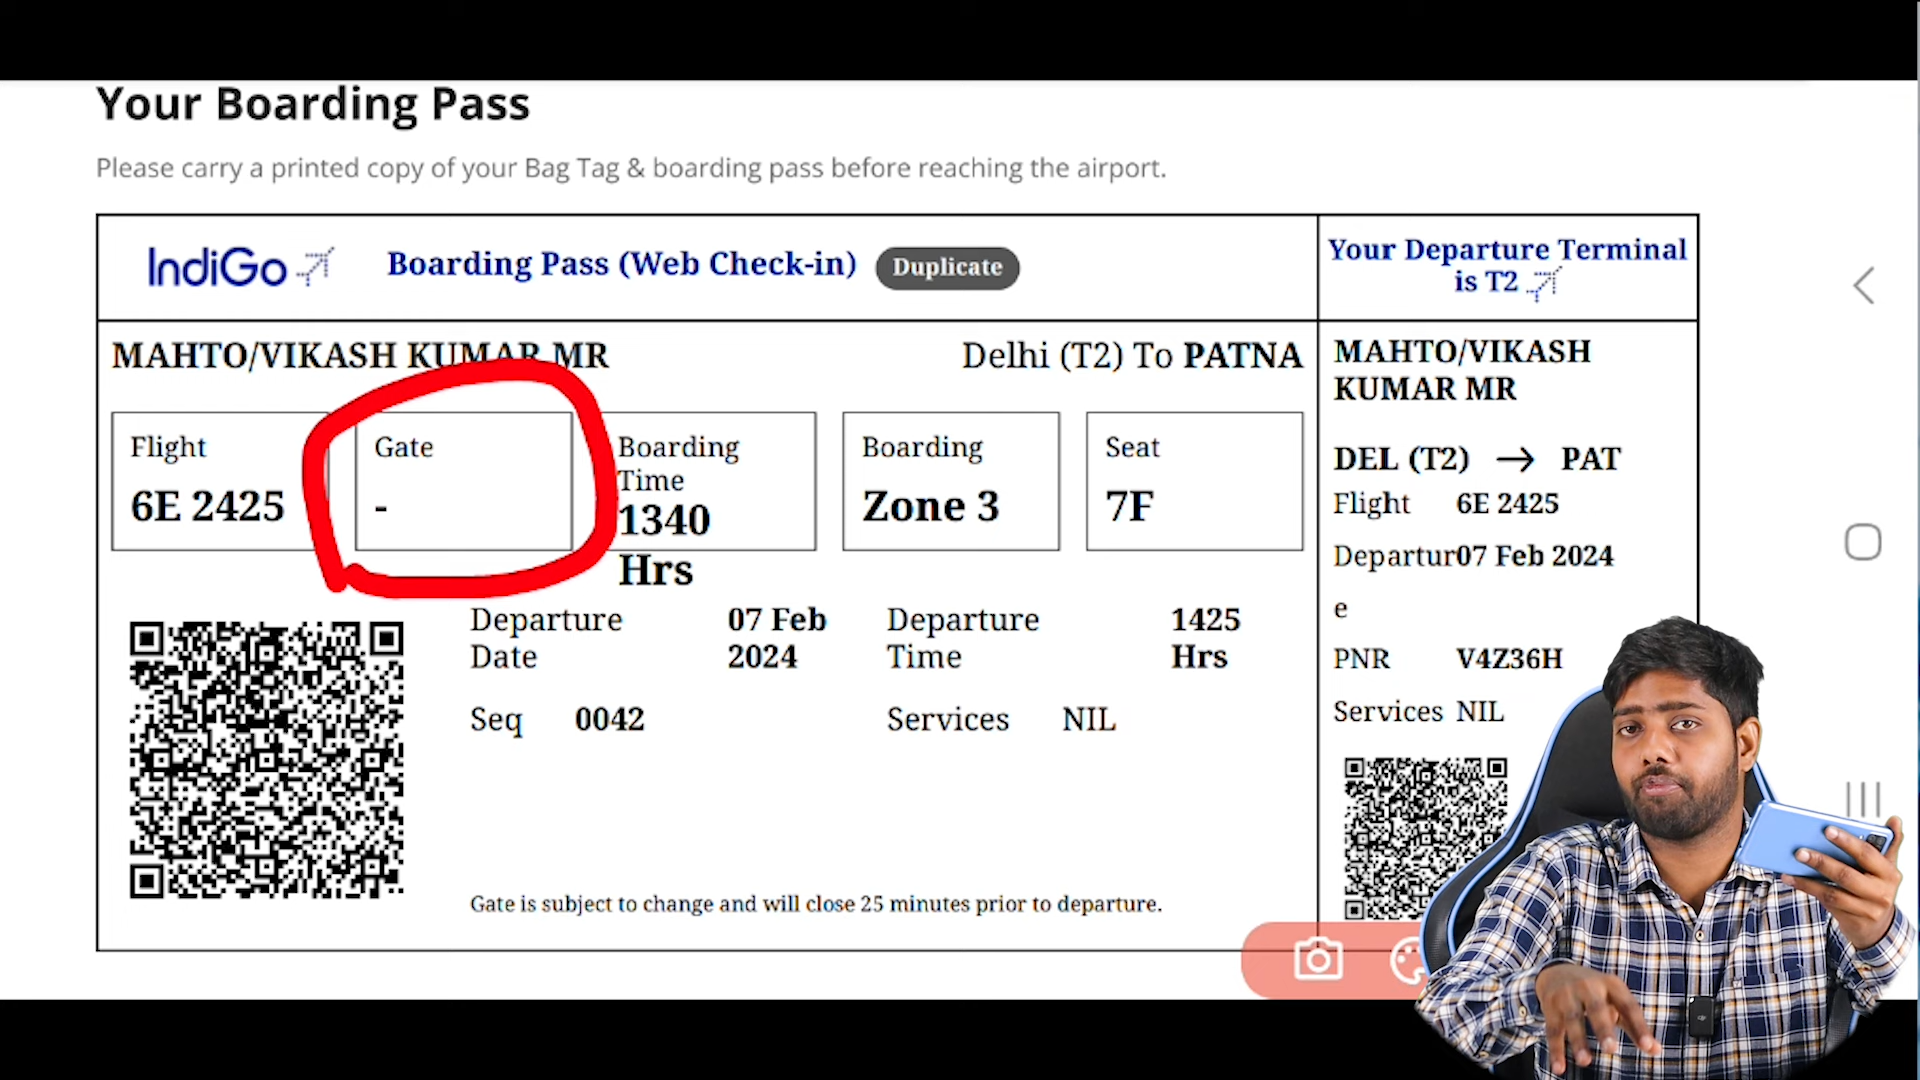 Your Boarding Pass
Please carry a printed copy of your Bag Tag & boarding pass before reaching the airport.
IndiGo
Boarding Pass (Web Check-in)
Duplicate
Your Departure Terminal
is T2
MAHTO/VIKASH KUMAR MR
Delhi (T2) To PATNA
Flight
6E 2425
Gate
-
Boarding
Time
1340
Hrs
Boarding
Zone 3
Seat
7F
Departure
Date
07 Feb
2024
Departure
Time
1425
Hrs
Seq 0042
Services NIL
Gate is subject to change and will close 25 minutes prior to departure.
MAHTO/VIKASH
KUMAR MR
DEL (T2) → PAT
Flight 6E 2425
Departur07 Feb 2024
e
PNR V4Z36H
Services NIL